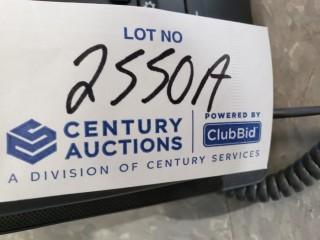 LOT NO
2550A
CENTURY AUCTIONS
POWERED BY
ClubBid
A DIVISION OF CENTURY SERVICES